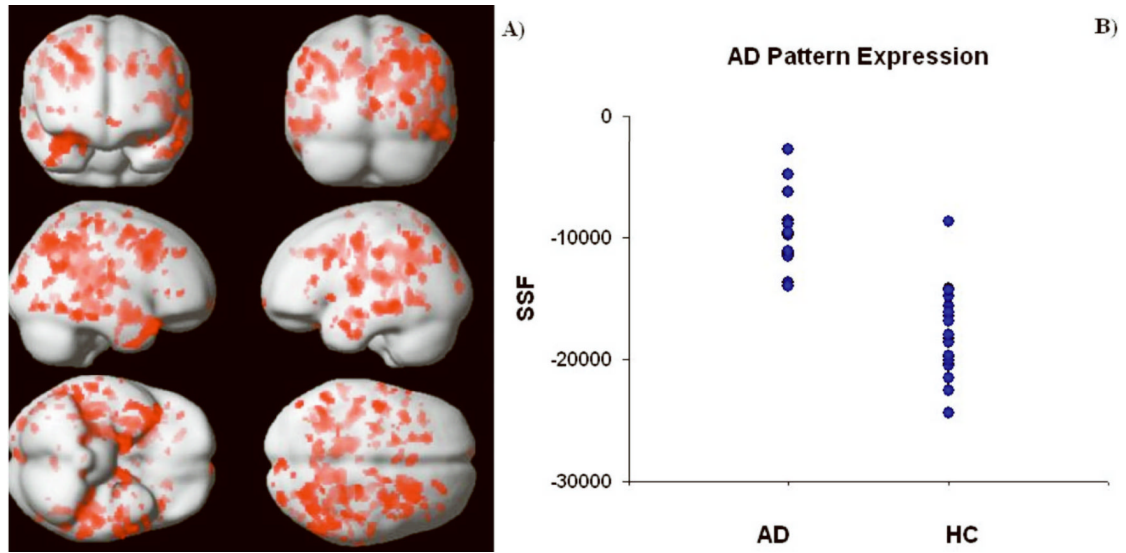 A)
B)
AD Pattern Expression
0
-10000
-20000
-30000
SSF
AD HC